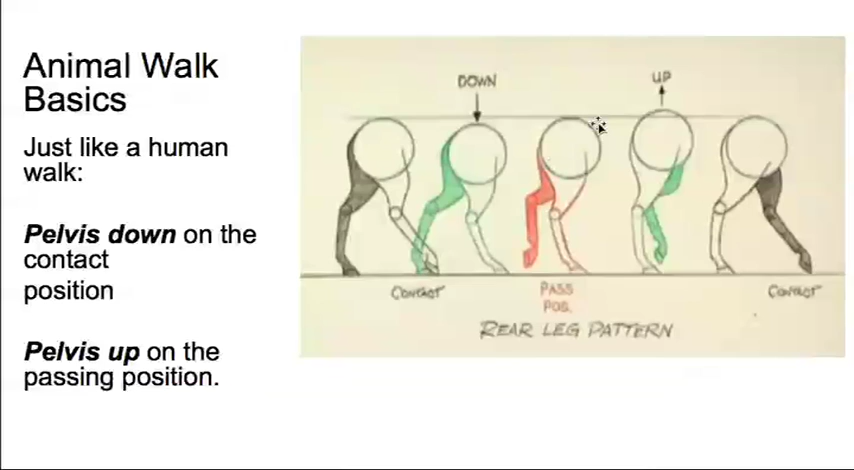 Animal Walk
Basics
Just like a human
walk:
Pelvis down on the
contact
position
Pelvis up on the
passing position.
DOWN
UP
CONTACT
PASS
POS.
CONTACT
REAR LEG PATTERN